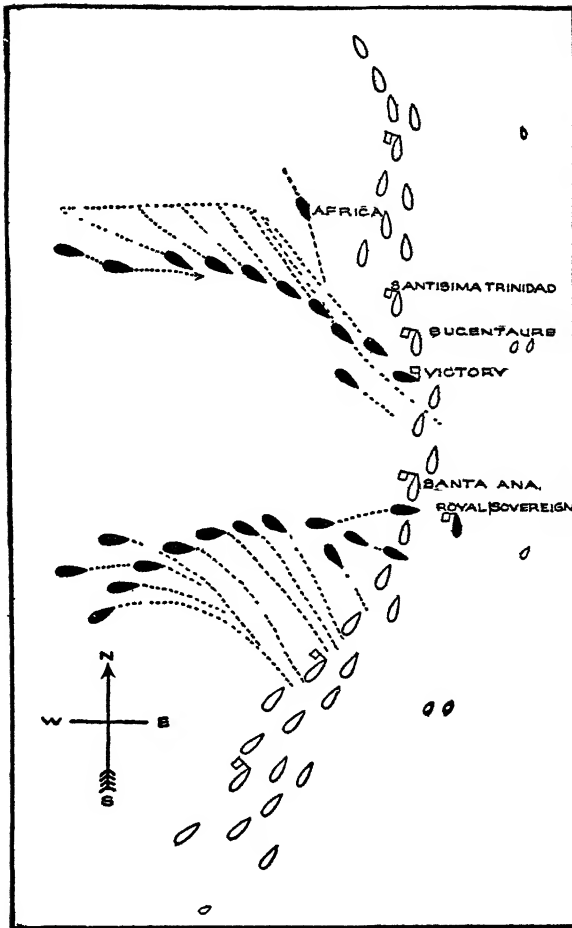 AFRICA
SANTISIMA TRINIDAD
BUCENTAURE
VICTORY
SANTA ANA.
ROYAL SOVEREIGN
N
W E
S